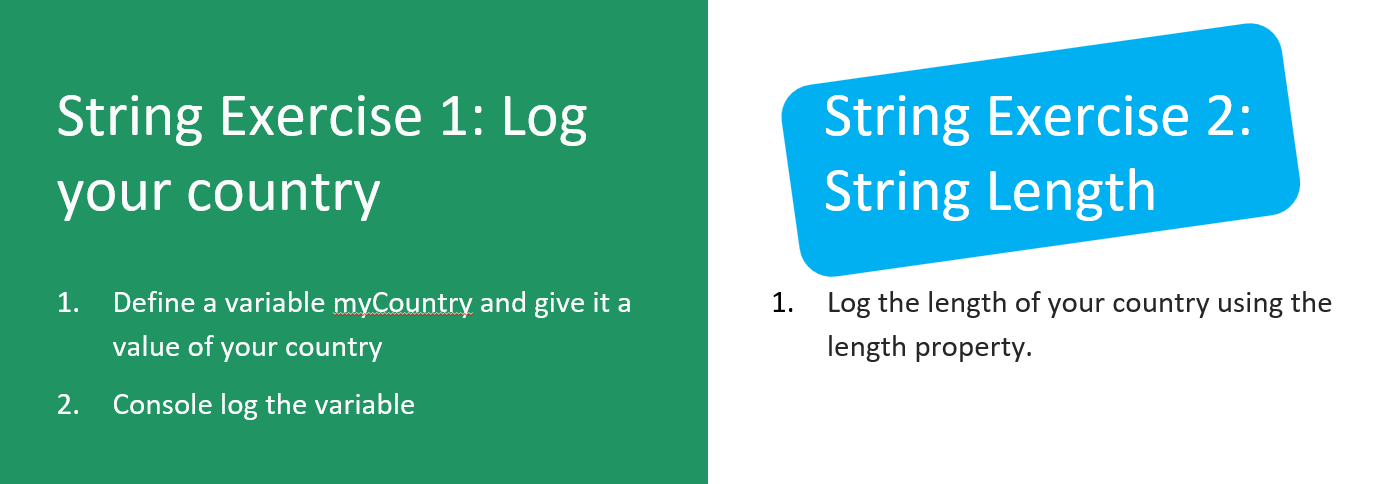 String Exercise 1: Log
your country
1. Define a variable myCountry and give it a
value of your country
2. Console log the variable
String Exercise 2:
String Length
1. Log the length of your country using the
length property.